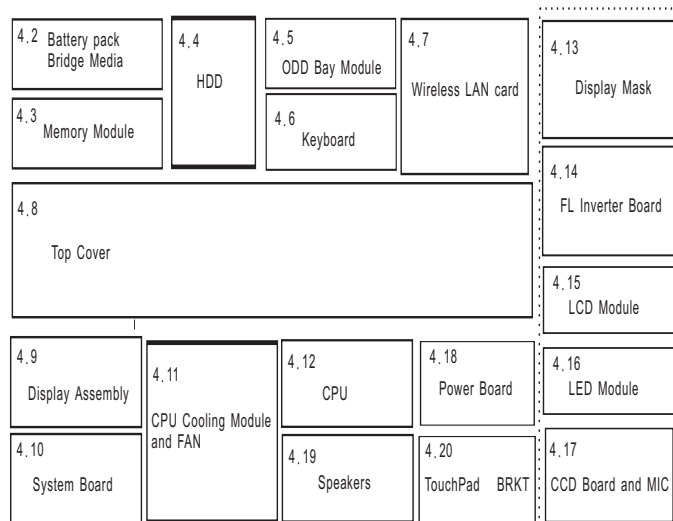 4.2 Battery pack
Bridge Media
4.3
Memory Module
4.4
HDD
4.5
ODD Bay Module
4.6
Keyboard
4.7
Wireless LAN card
4.8
Top Cover
4.9
Display Assembly
4.10
System Board
4.11
CPU Cooling Module
and FAN
4.12
CPU
4.19
Speakers
4.18
Power Board
4.20
TouchPad BRKT
4.13
Display Mask
4.14
FL Inverter Board
4.15
LCD Module
4.16
LED Module
4.17
CCD Board and MIC